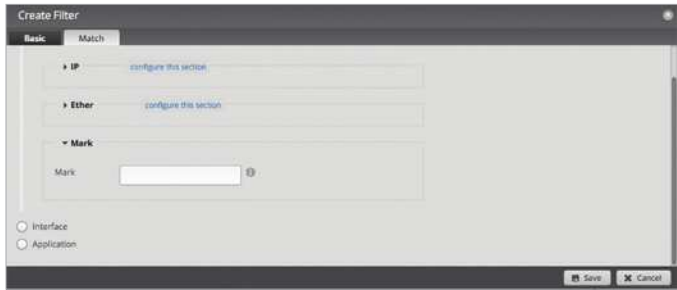 Create Filter
Basic Match
IP configure this section
Ether configure this section
Mark
Mark
Interface
Application
Save Cancel